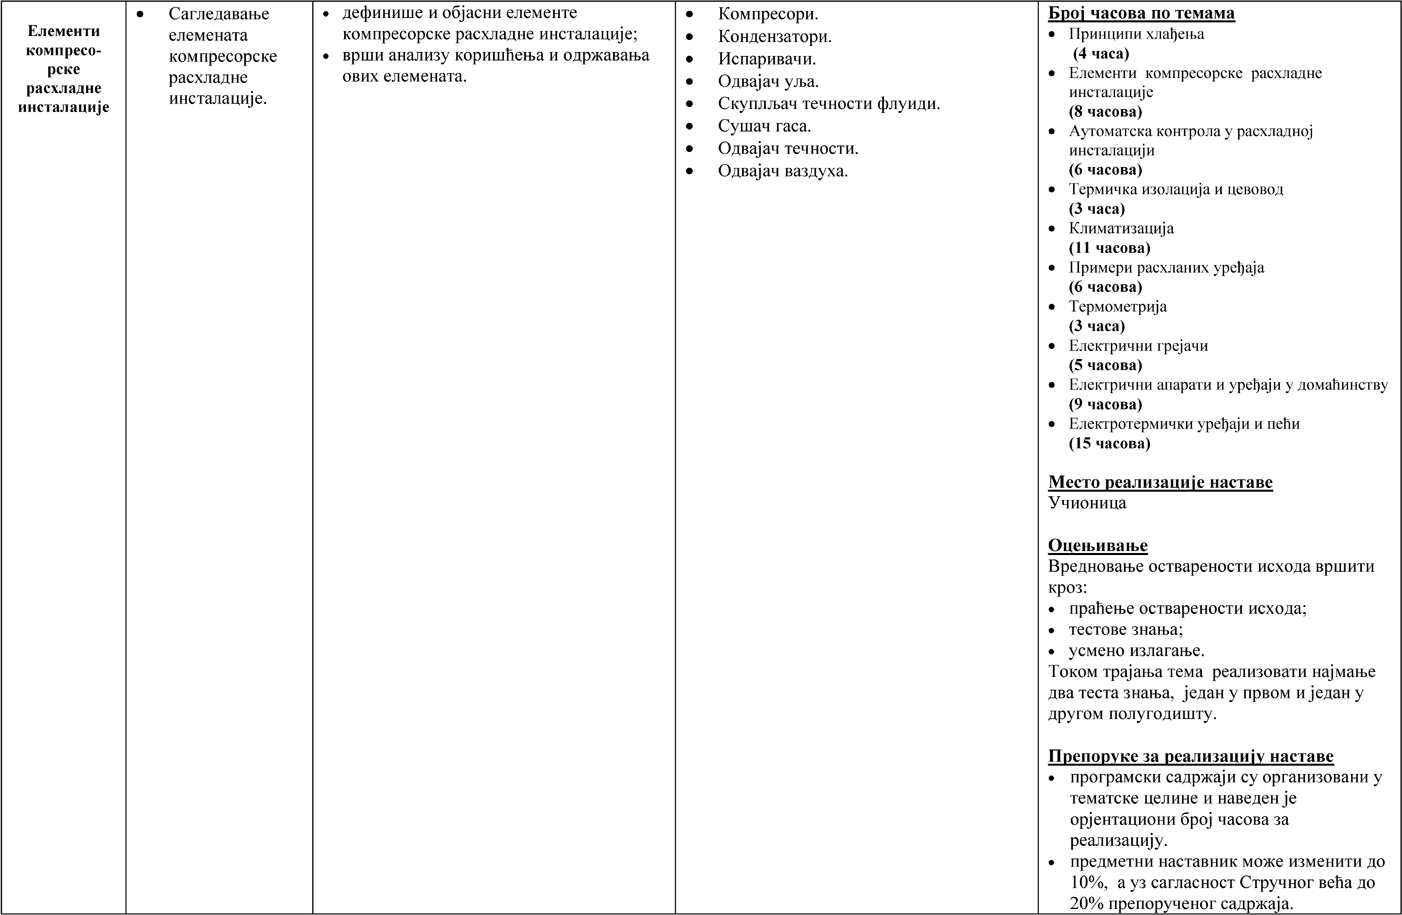 Елементи
компресо-
рске
расхладне
инсталације
• Сагледавање
елемената
компресорске
расхладне
инсталације.
• дефинише и објасни елементе
компресорске расхладне инсталације;
• врши анализу коришћења и одржавања
ових елемената.
• Компресори.
• Кондензатори.
• Испаривачи.
• Одвајач уља.
• Скупљач течности флуиди.
• Сушач гаса.
• Одвајач течности.
• Одвајач ваздуха.
Број часова по темама
• Принципи хлађења
(4 часа)
• Елементи компресорске расхладне
инсталације
(8 часова)
• Аутоматска контрола у расхладној
инсталацији
(6 часова)
• Термичка изолација и цевовод
(3 часа)
• Климатизација
(11 часова)
• Примери расхланих уређаја
(6 часова)
• Термометрија
(3 часа)
• Електрични грејачи
(5 часова)
• Електрични апарати и уређаји у домаћинству
(9 часова)
• Електротермички уређаји и пећи
(15 часова)
Место реализације наставе
Учионица
Оцењивање
Вредновање остварености исхода вршити
кроз:
• праћење остварености исхода;
• тестове знања;
• усмено излагање.
Током трајања тема реализовати најмање
два теста знања, један у првом и један у
другом полугодишту.
Препоруке за реализацију наставе
• програмски садржаји су организовани у
тематске целине и наведен је
орјентациони број часова за
реализацију.
• предметни наставник може изменити до
10%, а уз сагласност Стручног већа до
20% препорученог садржаја.